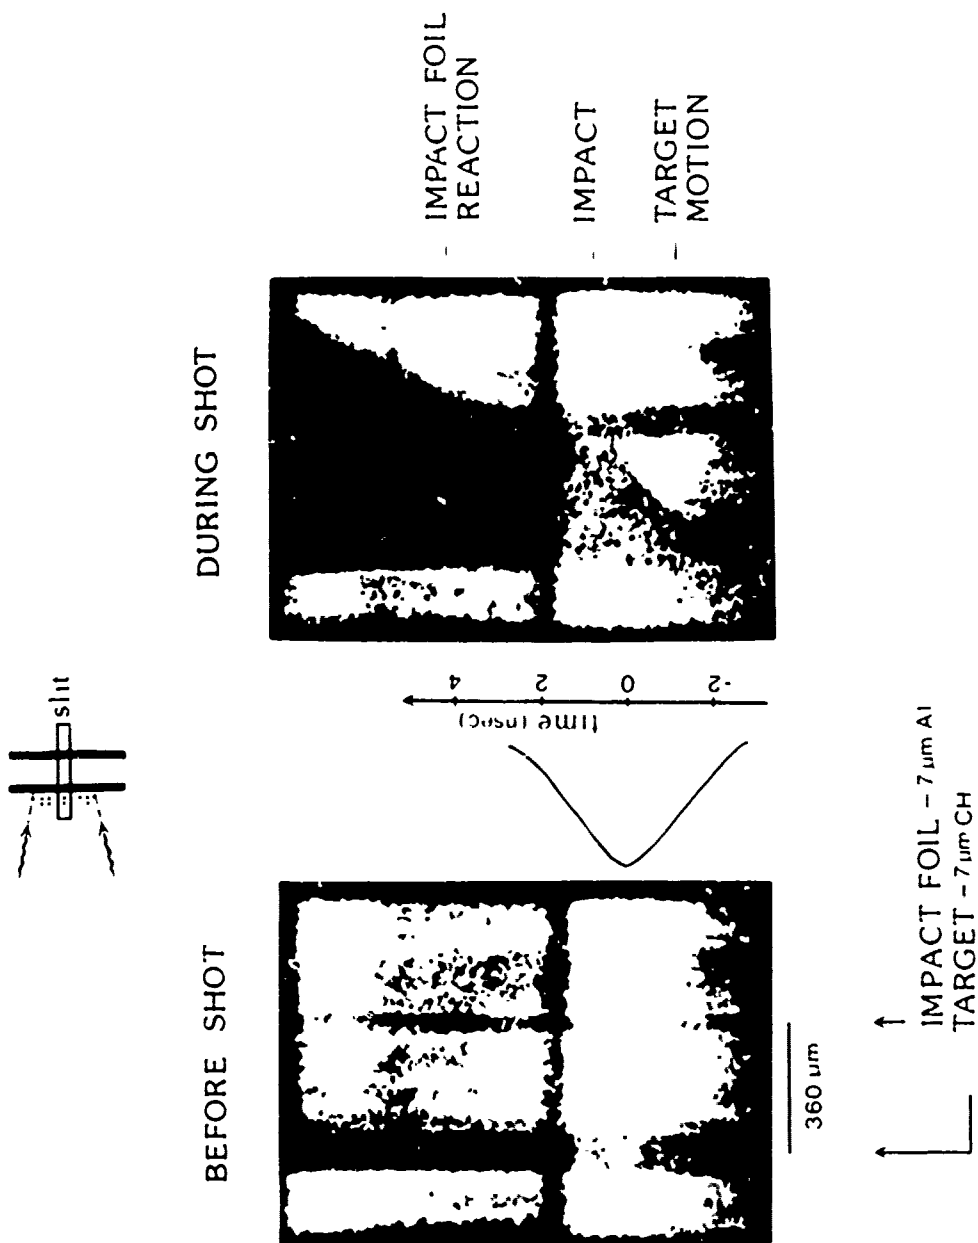 slit
BEFORE SHOT
DURING SHOT
IMPACT FOIL
REACTION
IMPACT
TARGET
MOTION
time (nsec)
4
2
0
-2
360 µm
IMPACT FOIL - 7 µm Al
TARGET - 7 µm CH